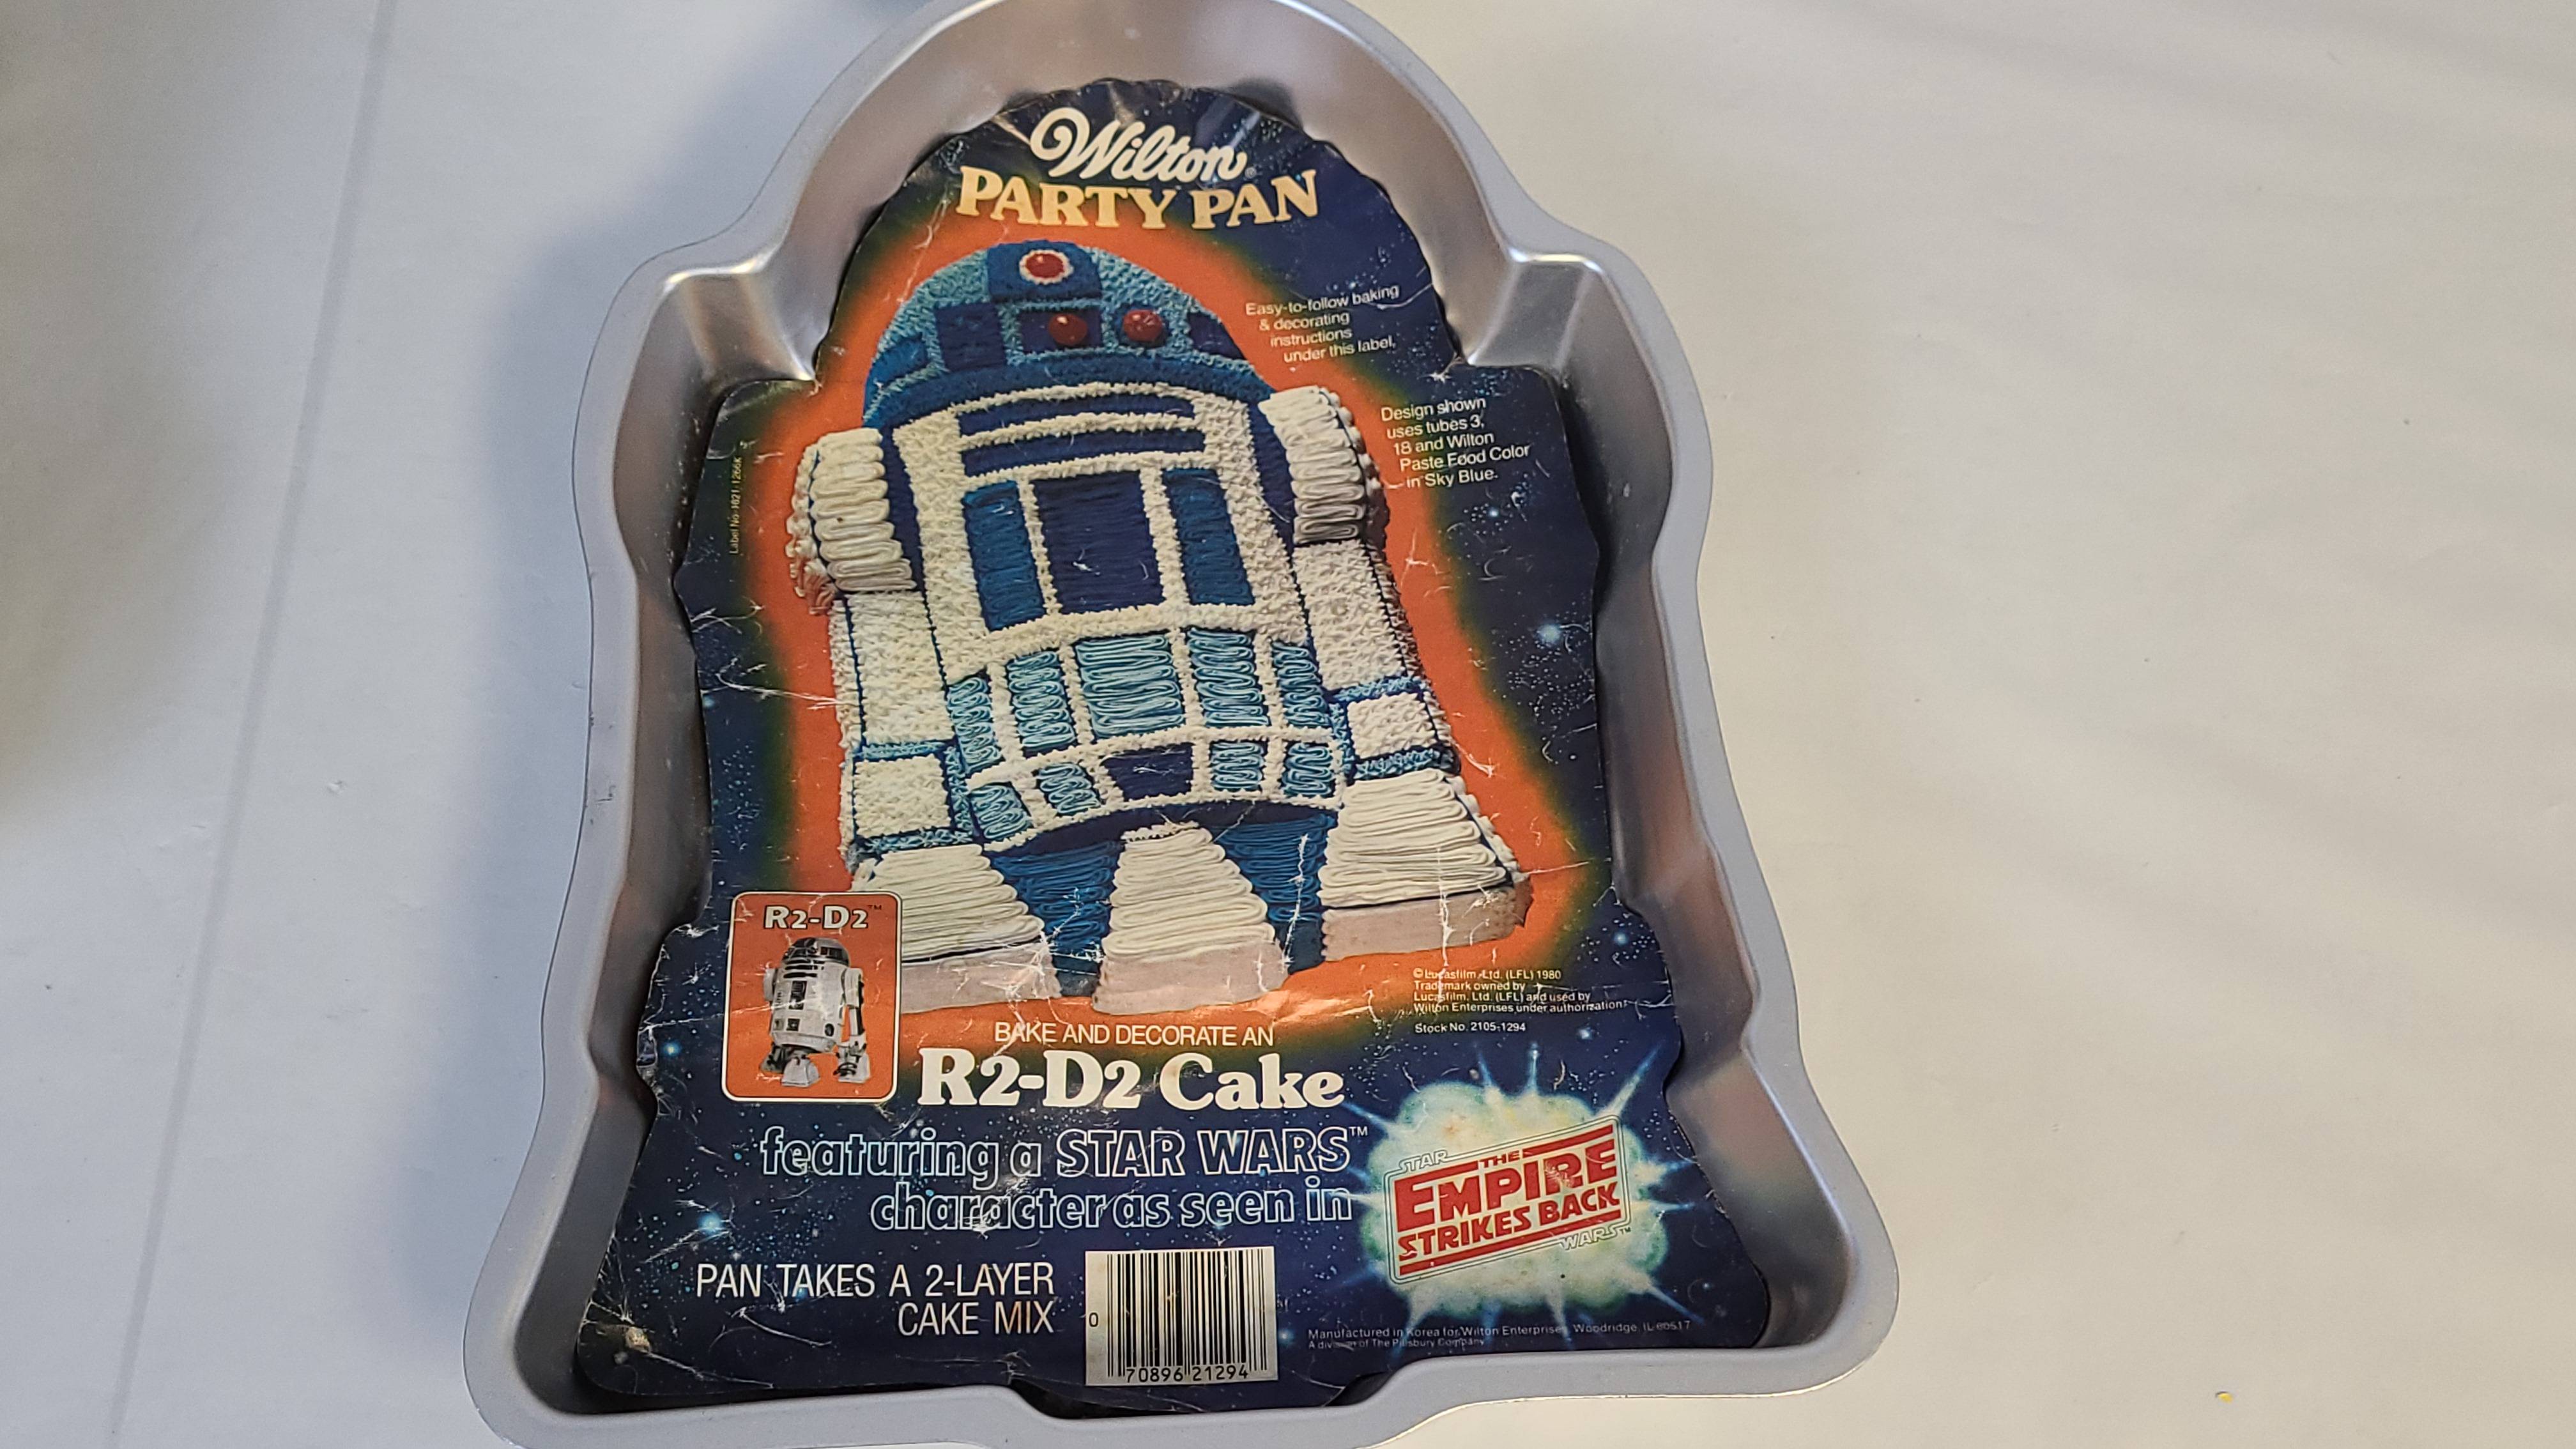 Wilton®
PARTY PAN
Easy-to-follow baking
& decorating
instructions
under this label.
Design shown
uses tubes 3,
18 and Wilton
Paste Food Color
in Sky Blue.
R2-D2™
© Lucasfilm, Ltd. (LFL) 1980
Trademark owned by
Lucasfilm, Ltd. (LFL) and used by
Wilton Enterprises under authorization.
Stock No. 2105-1294
BAKE AND DECORATE AN
R2-D2 Cake
featuring a STAR WARS™
character as seen in
STAR
THE
EMPIRE
STRIKES BACK
WARS™
PAN TAKES A 2-LAYER
CAKE MIX
0
70896 21294
Manufactured in Korea for Wilton Enterprises, Woodridge, IL 60517
A division of The Pillsbury Company